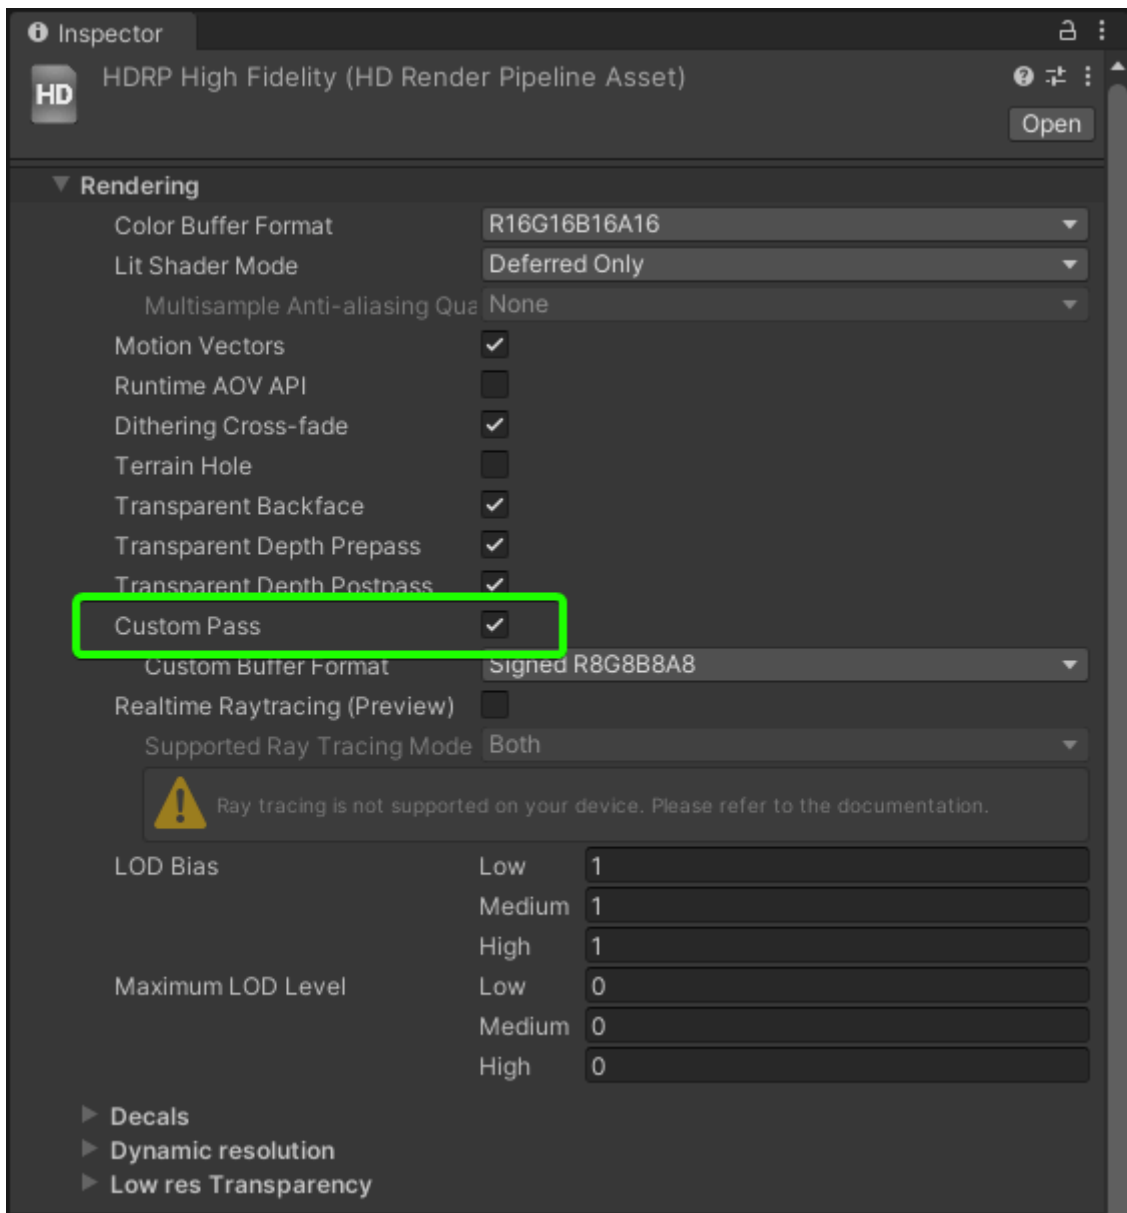 Inspector
HD
HDRP High Fidelity (HD Render Pipeline Asset)
Open
Rendering
Color Buffer Format R16G16B16A16
Lit Shader Mode Deferred Only
Multisample Anti-aliasing Qua None
Motion Vectors
Runtime AOV API
Dithering Cross-fade
Terrain Hole
Transparent Backface
Transparent Depth Prepass
Transparent Depth Postpass
Custom Pass
Custom Buffer Format Signed R8G8B8A8
Realtime Raytracing (Preview)
Supported Ray Tracing Mode Both
Ray tracing is not supported on your device. Please refer to the documentation.
LOD Bias Low 1
Medium 1
High 1
Maximum LOD Level Low 0
Medium 0
High 0
Decals
Dynamic resolution
Low res Transparency